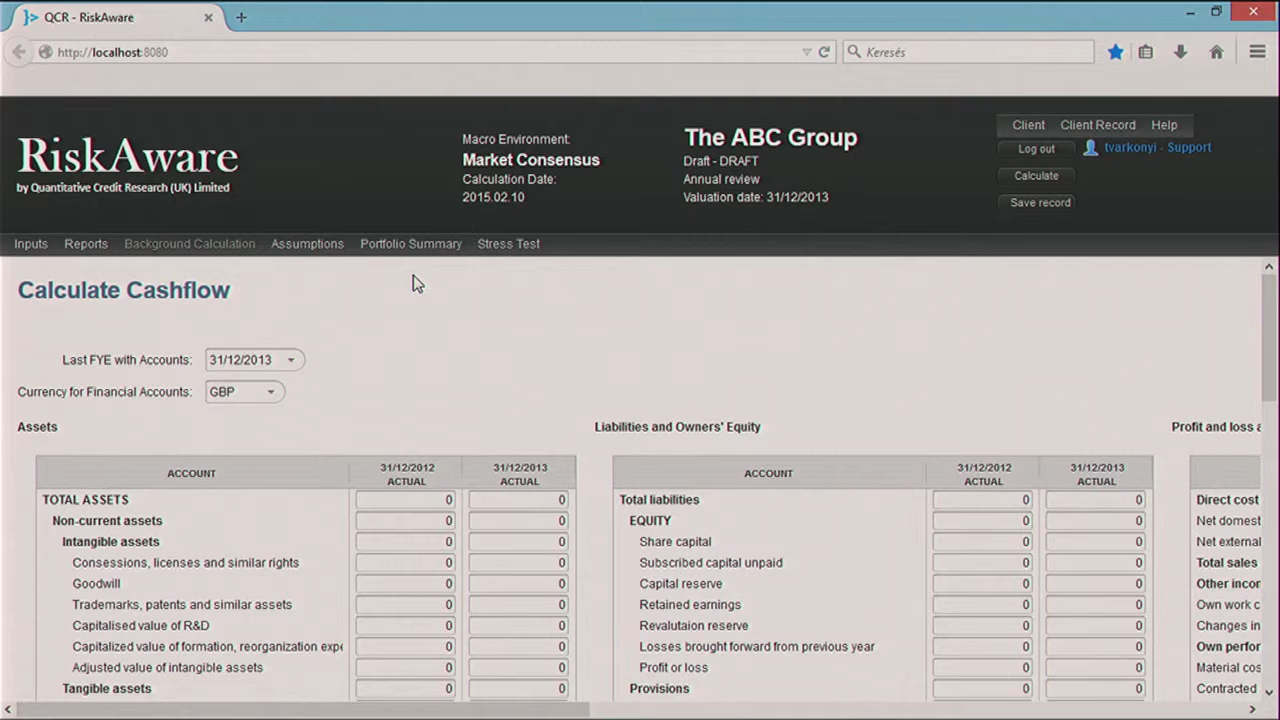 QCR - RiskAware
http://localhost:8080
Keresés
RiskAware
by Quantitative Credit Research (UK) Limited
Macro Environment:
Market Consensus
Calculation Date:
2015.02.10
The ABC Group
Draft - DRAFT
Annual review
Valuation date: 31/12/2013
Client Client Record Help
Log out tvarkonyi - Support
Calculate
Save record
Inputs Reports Background Calculation Assumptions Portfolio Summary Stress Test
Calculate Cashflow
Last FYE with Accounts: 31/12/2013
Currency for Financial Accounts: GBP
Assets
ACCOUNT 31/12/2012 ACTUAL 31/12/2013 ACTUAL
TOTAL ASSETS 0 0
Non-current assets 0 0
Intangible assets 0 0
Consessions, licenses and similar rights 0 0
Goodwill 0 0
Trademarks, patents and similar assets 0 0
Capitalised value of R&D 0 0
Capitalized value of formation, reorganization expe 0 0
Adjusted value of intangible assets 0 0
Tangible assets 0 0
Liabilities and Owners' Equity
ACCOUNT 31/12/2012 ACTUAL 31/12/2013 ACTUAL
Total liabilities 0 0
EQUITY 0 0
Share capital 0 0
Subscribed capital unpaid 0 0
Capital reserve 0 0
Retained earnings 0 0
Revalutaion reserve 0 0
Losses brought forward from previous year 0 0
Profit or loss 0 0
Provisions 0 0
Profit and loss a
Direct cost
Net domest
Net external
Total sales
Other incor
Own work c
Changes in
Own perfor
Material cos
Contracted